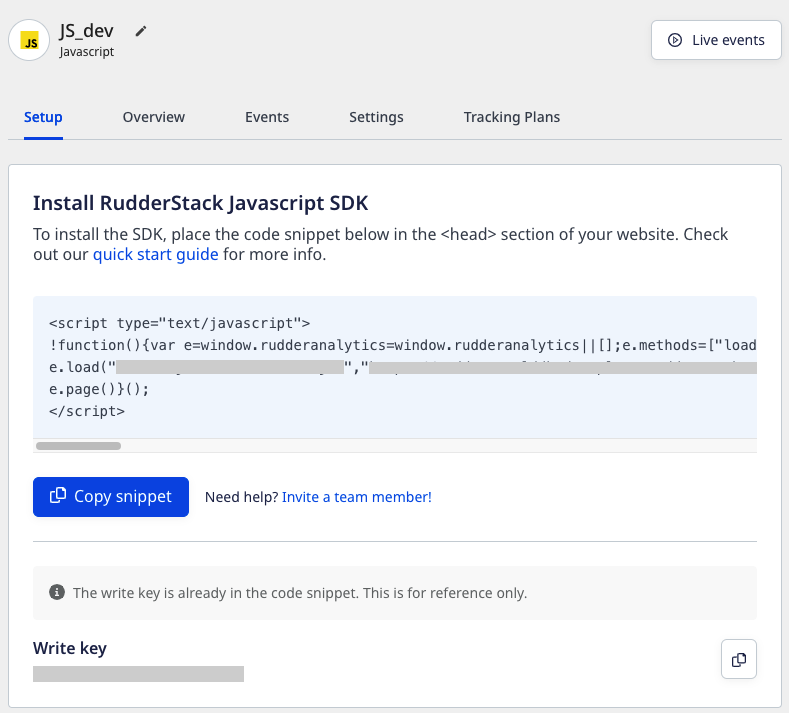 JS
JS_dev
Javascript
Live events
Setup Overview Events Settings Tracking Plans
Install RudderStack Javascript SDK
To install the SDK, place the code snippet below in the <head> section of your website. Check
out our quick start guide for more info.
<script type="text/javascript">
!function(){var e=window.rudderanalytics=window.rudderanalytics||[];e.methods=["load
e.load("
","
e.page()}();
</script>
Copy snippet
Need help? Invite a team member!
The write key is already in the code snippet. This is for reference only.
Write key